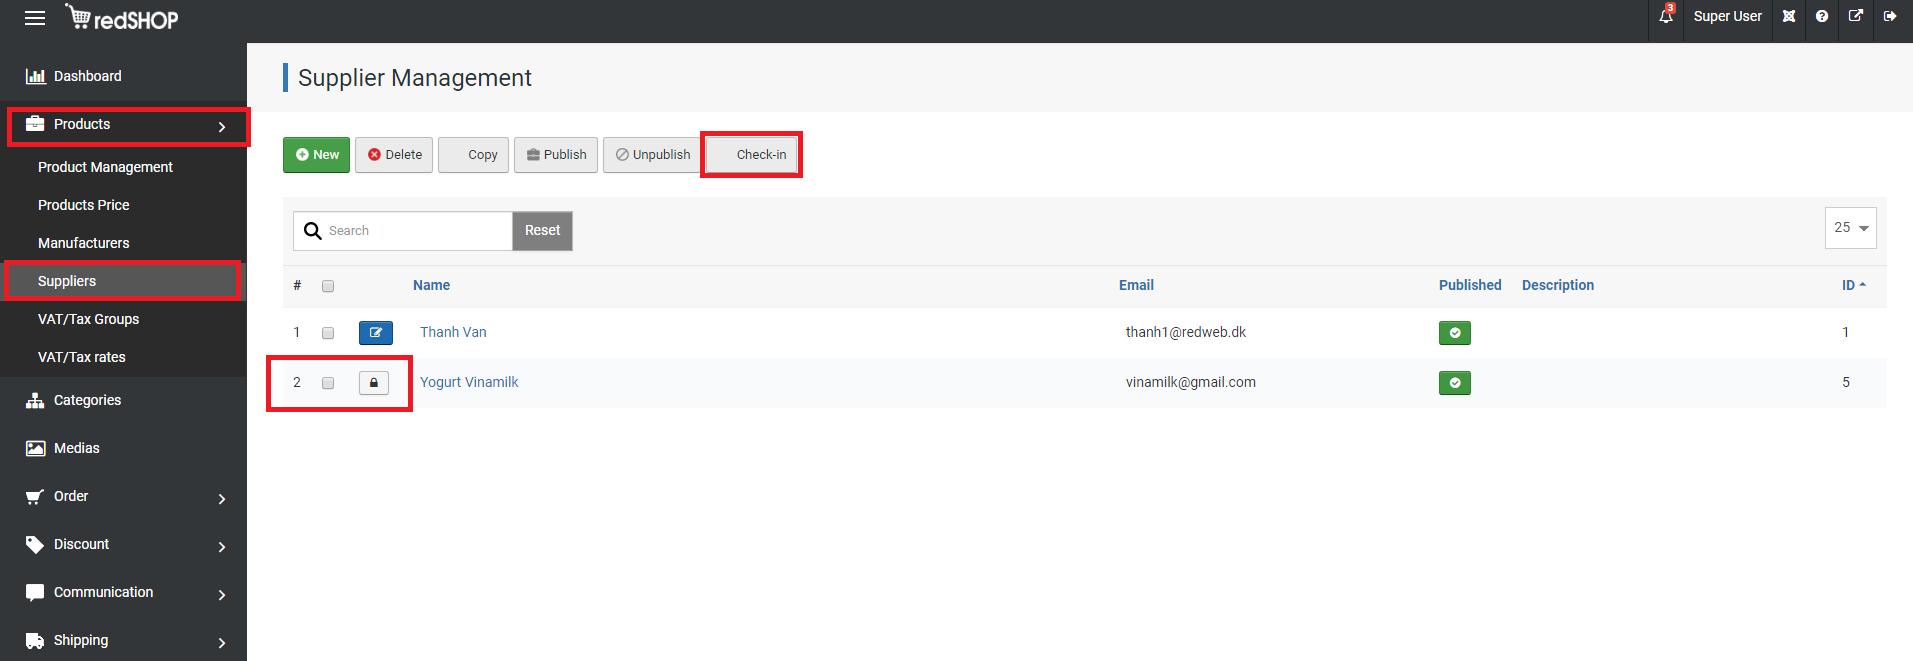 redSHOP
3
Super User
Dashboard
Products
Product Management
Products Price
Manufacturers
Suppliers
VAT/Tax Groups
VAT/Tax rates
Categories
Medias
Order
Discount
Communication
Shipping
Supplier Management
New Delete Copy Publish Unpublish Check-in
Search Reset 25
# Name Email Published Description ID
1 Thanh Van thanh1@redweb.dk 1
2 Yogurt Vinamilk vinamilk@gmail.com 5